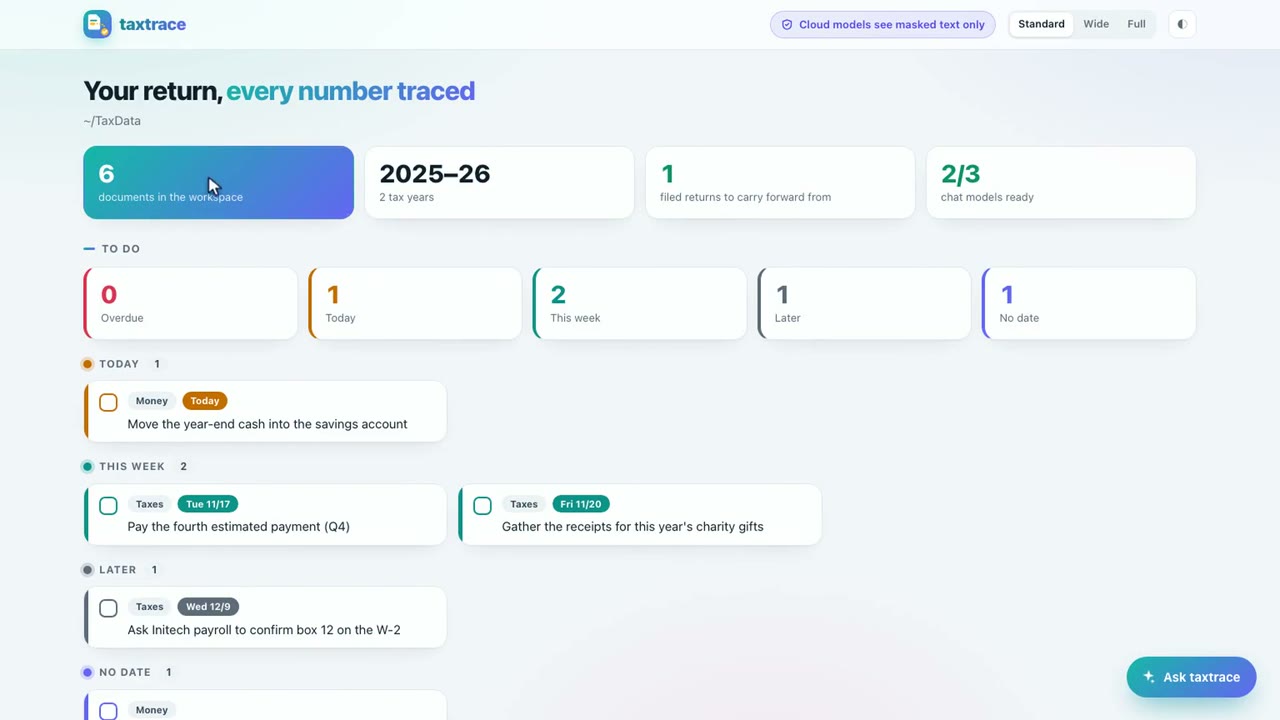 taxtrace
Cloud models see masked text only
Standard Wide Full
Your return, every number traced
~/TaxData
6 2025–26 1 2/3
documents in the workspace 2 tax years filed returns to carry forward from chat models ready
TO DO
0 1 2 1 1
Overdue Today This week Later No date
TODAY 1
Money Today
Move the year-end cash into the savings account
THIS WEEK 2
Taxes Tue 11/17 Taxes Fri 11/20
Pay the fourth estimated payment (Q4) Gather the receipts for this year's charity gifts
LATER 1
Taxes Wed 12/9
Ask Initech payroll to confirm box 12 on the W-2
NO DATE 1
Ask taxtrace
Money